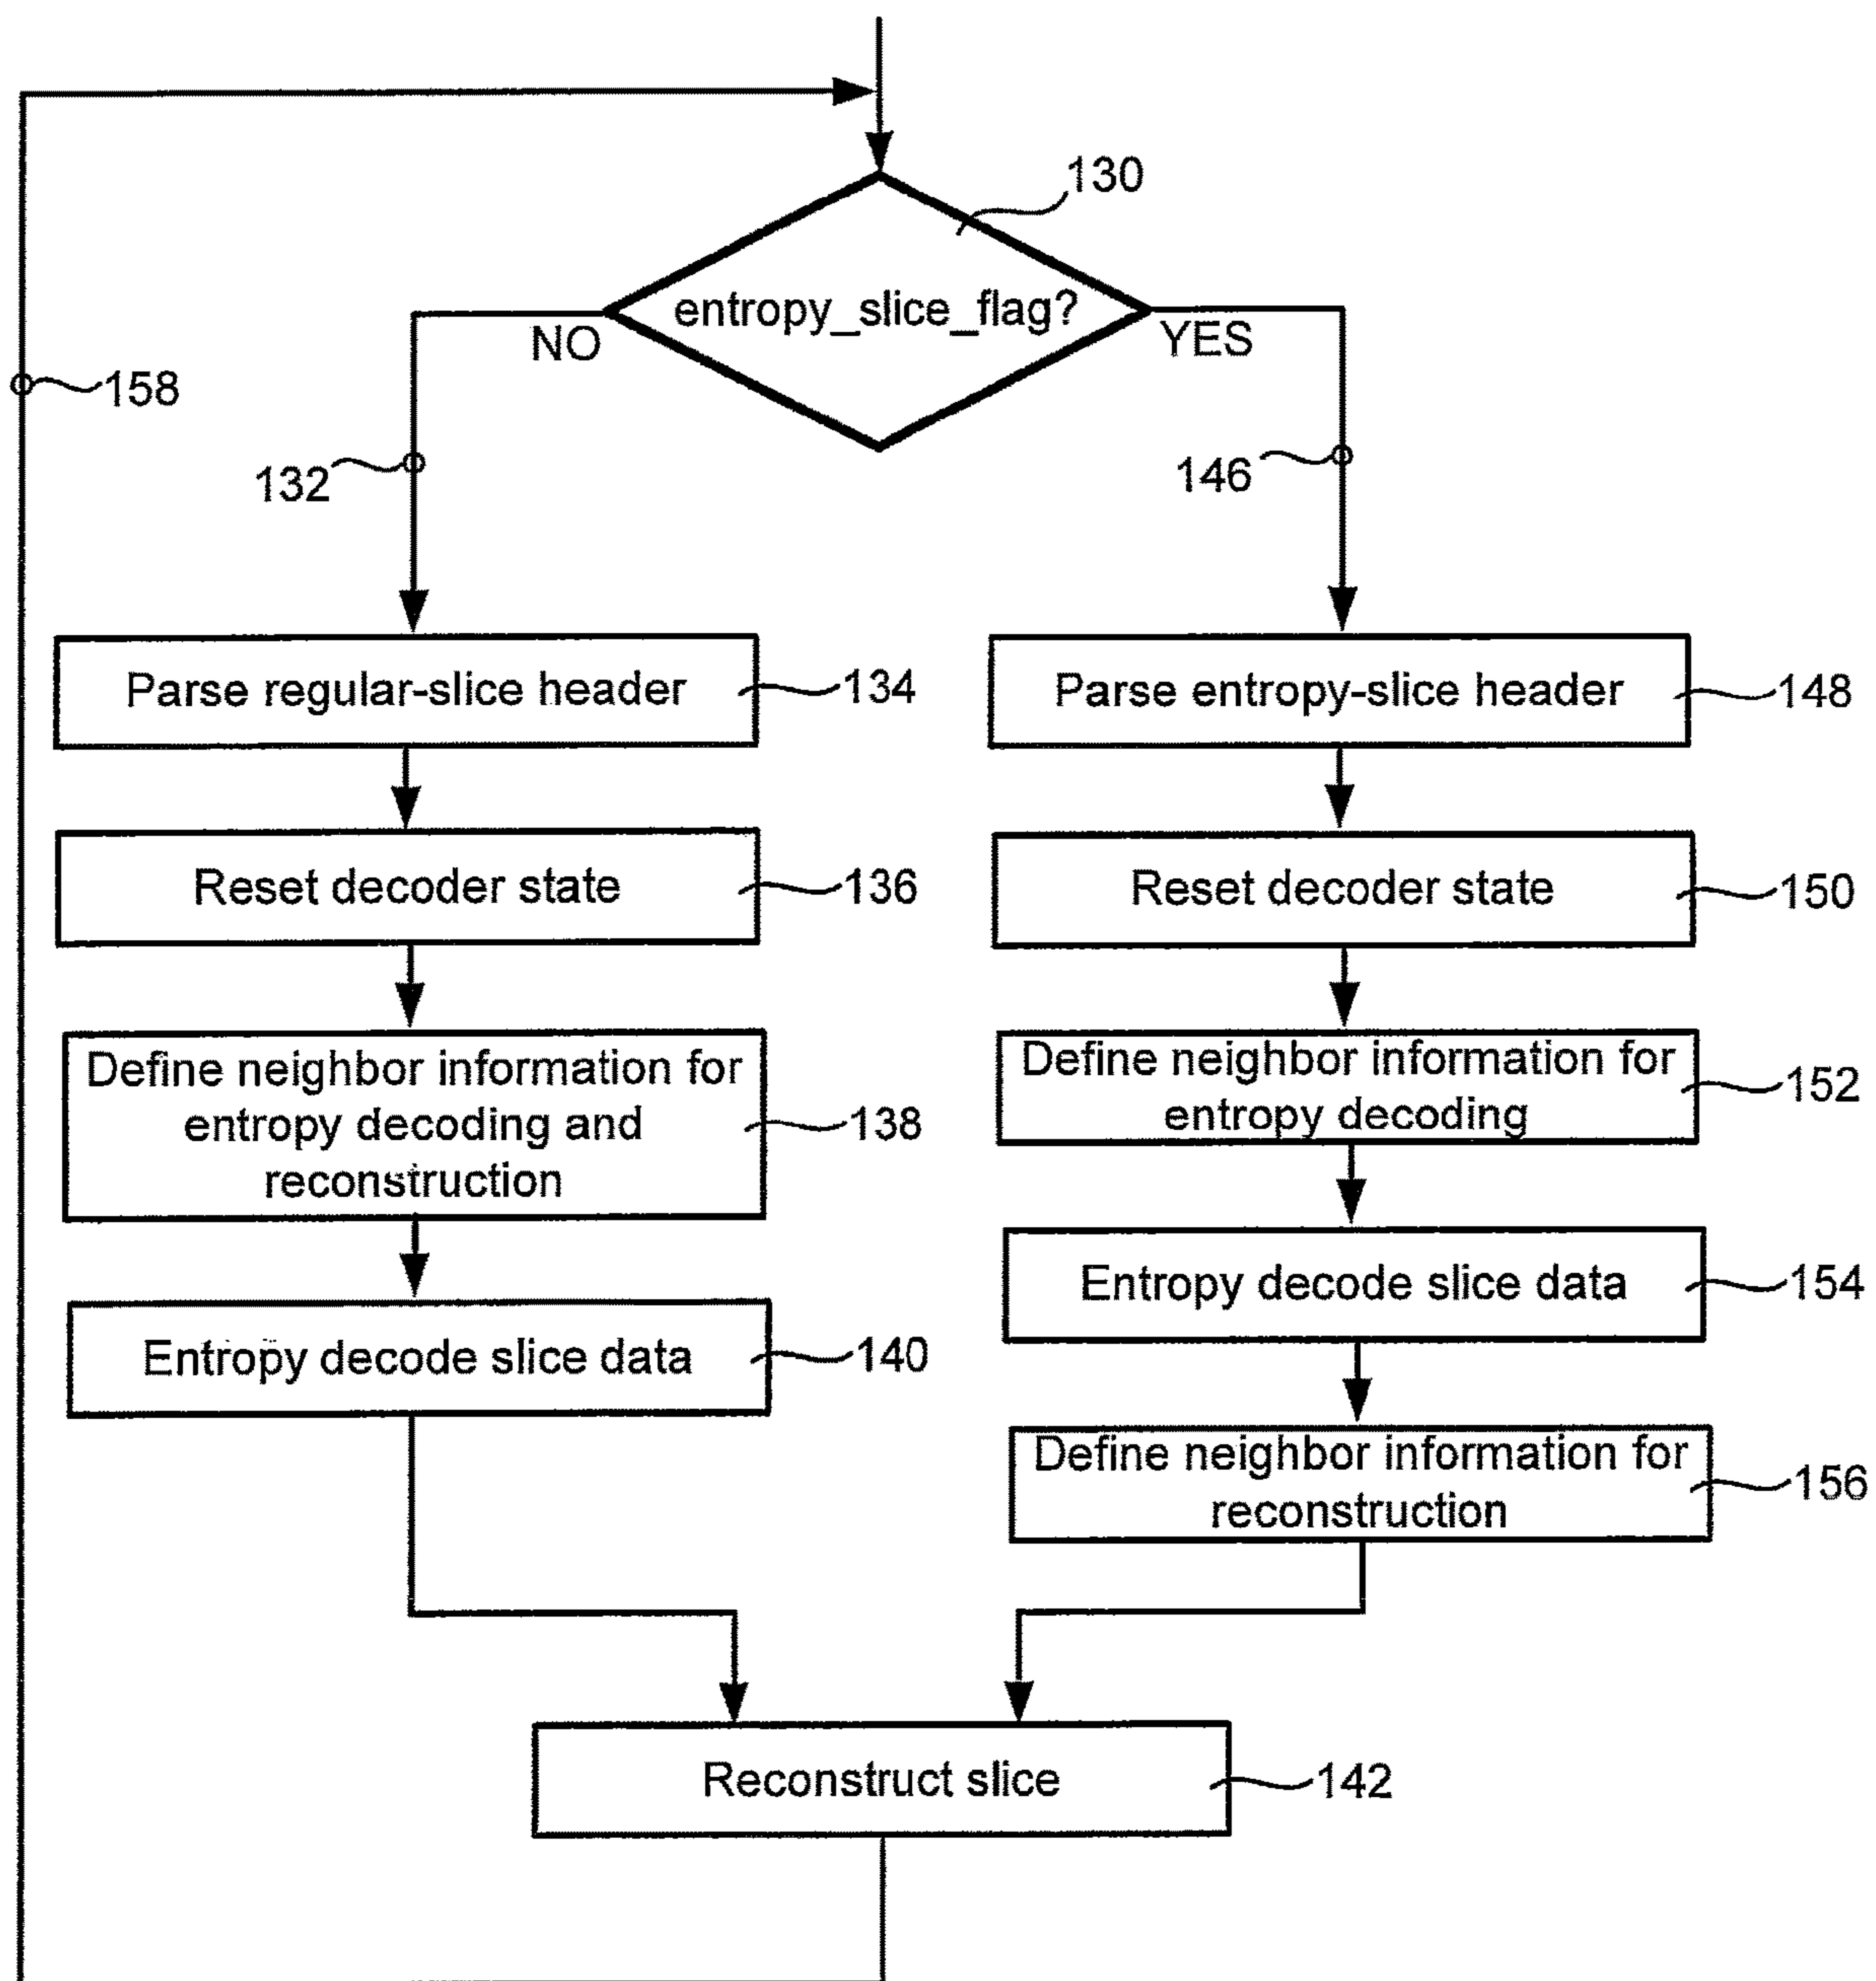 130
entropy_slice_flag?
NO
YES
158
132
146
Parse regular-slice header
134
Parse entropy-slice header
148
Reset decoder state
136
Reset decoder state
150
Define neighbor information for
entropy decoding and
reconstruction
138
Define neighbor information for
entropy decoding
152
Entropy decode slice data
140
Entropy decode slice data
154
Define neighbor information for
reconstruction
156
Reconstruct slice
142